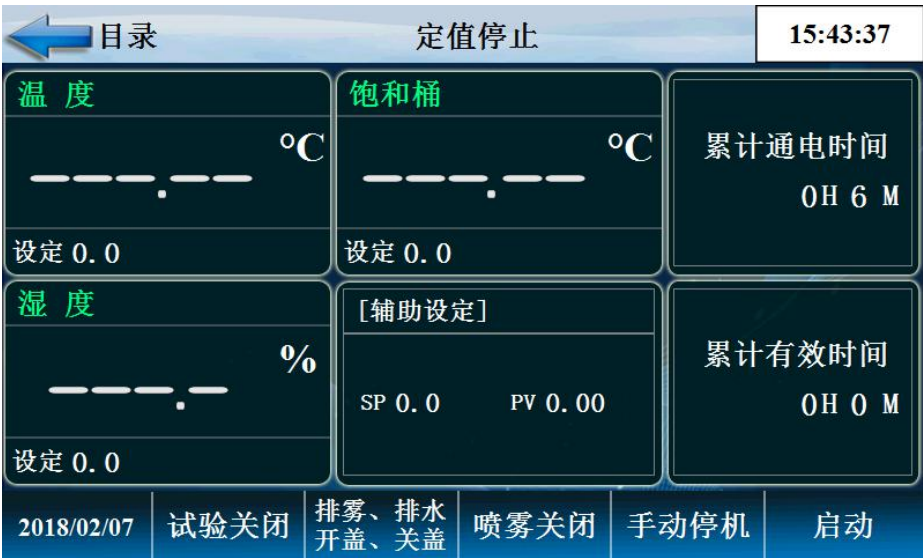 目录
定值停止
15:43:37
温 度
℃
———.——
设定 0.0
饱和桶
℃
———.——
设定 0.0
累计通电时间
0H 6 M
湿 度
%
———.—
设定 0.0
[辅助设定]
SP 0.0 PV 0.00
累计有效时间
0H 0 M
2018/02/07
试验关闭
排雾、排水
开盖、关盖
喷雾关闭
手动停机
启动